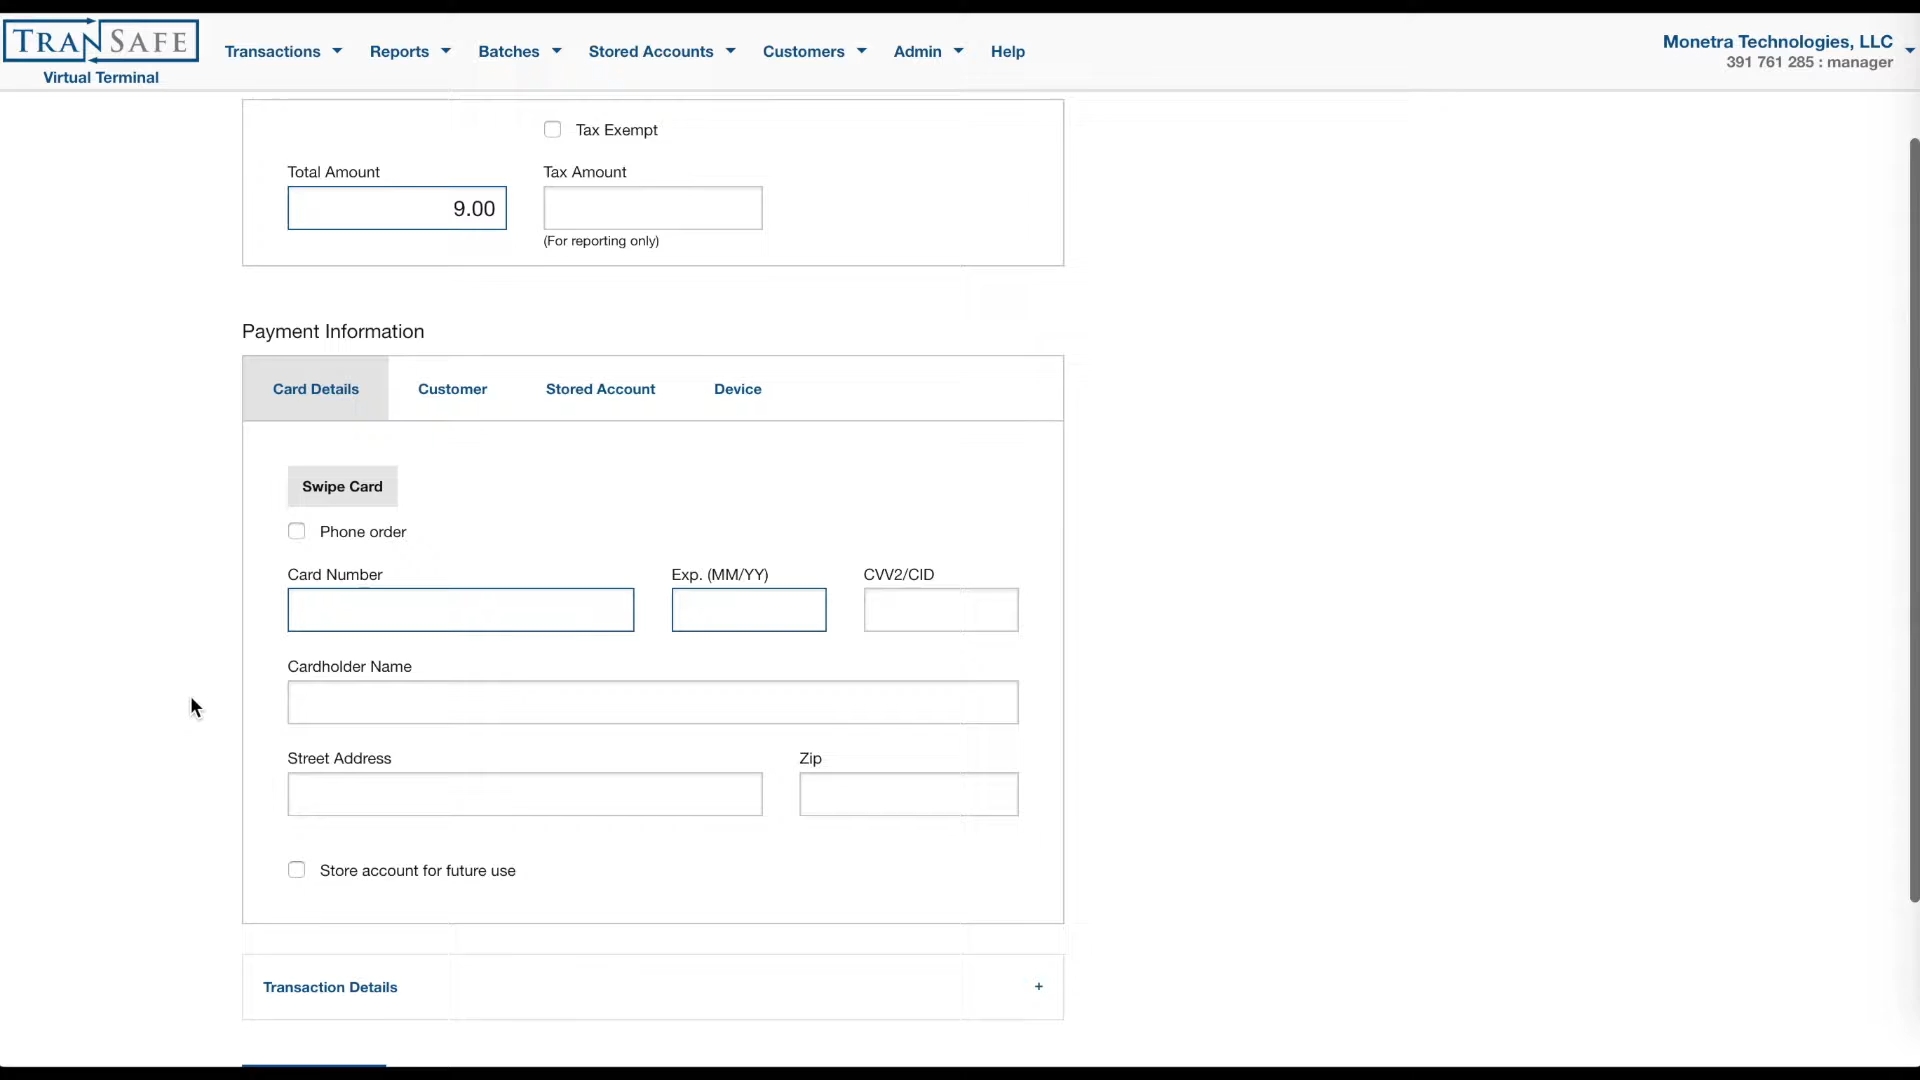 TRANSAFE
Virtual Terminal
Transactions Reports Batches Stored Accounts Customers Admin Help
Monetra Technologies, LLC
391 761 285 : manager
Tax Exempt
Total Amount Tax Amount
9.00
(For reporting only)
Payment Information
Card Details Customer Stored Account Device
Swipe Card
Phone order
Card Number Exp. (MM/YY) CVV2/CID
Cardholder Name
Street Address Zip
Store account for future use
Transaction Details +